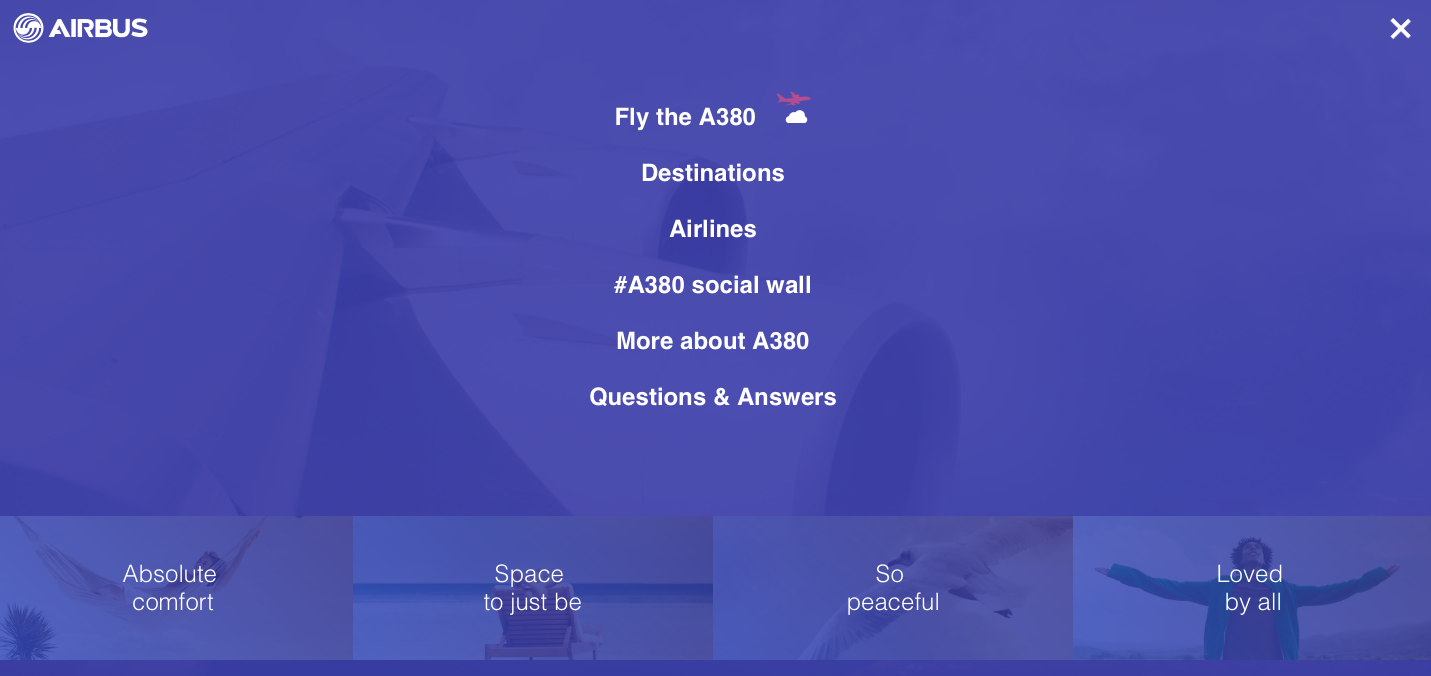 AIRBUS
Fly the A380
Destinations
Airlines
#A380 social wall
More about A380
Questions & Answers
Absolute
comfort
Space
to just be
So
peaceful
Loved
by all